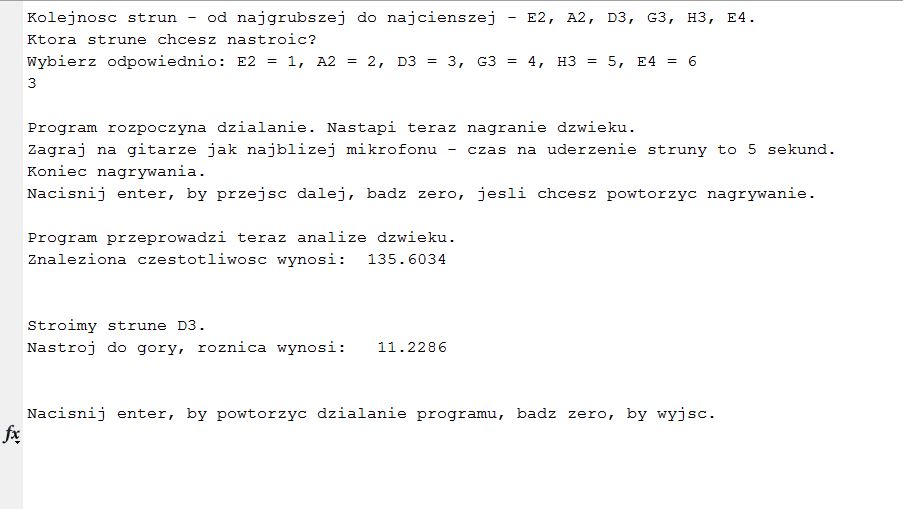 Kolejnosc strun - od najgrubszej do najcienszej - E2, A2, D3, G3, H3, E4.
Ktora strune chcesz nastroic?
Wybierz odpowiednio: E2 = 1, A2 = 2, D3 = 3, G3 = 4, H3 = 5, E4 = 6
3
Program rozpoczyna dzialanie. Nastapi teraz nagranie dzwieku.
Zagraj na gitarze jak najblizej mikrofonu - czas na uderzenie struny to 5 sekund.
Koniec nagrywania.
Nacisnij enter, by przejsc dalej, badz zero, jesli chcesz powtorzyc nagrywanie.
Program przeprowadzi teraz analize dzwieku.
Znaleziona czestotliwosc wynosi:  135.6034
Stroimy strune D3.
Nastroj do gory, roznica wynosi:   11.2286
Nacisnij enter, by powtorzyc dzialanie programu, badz zero, by wyjsc.
fx